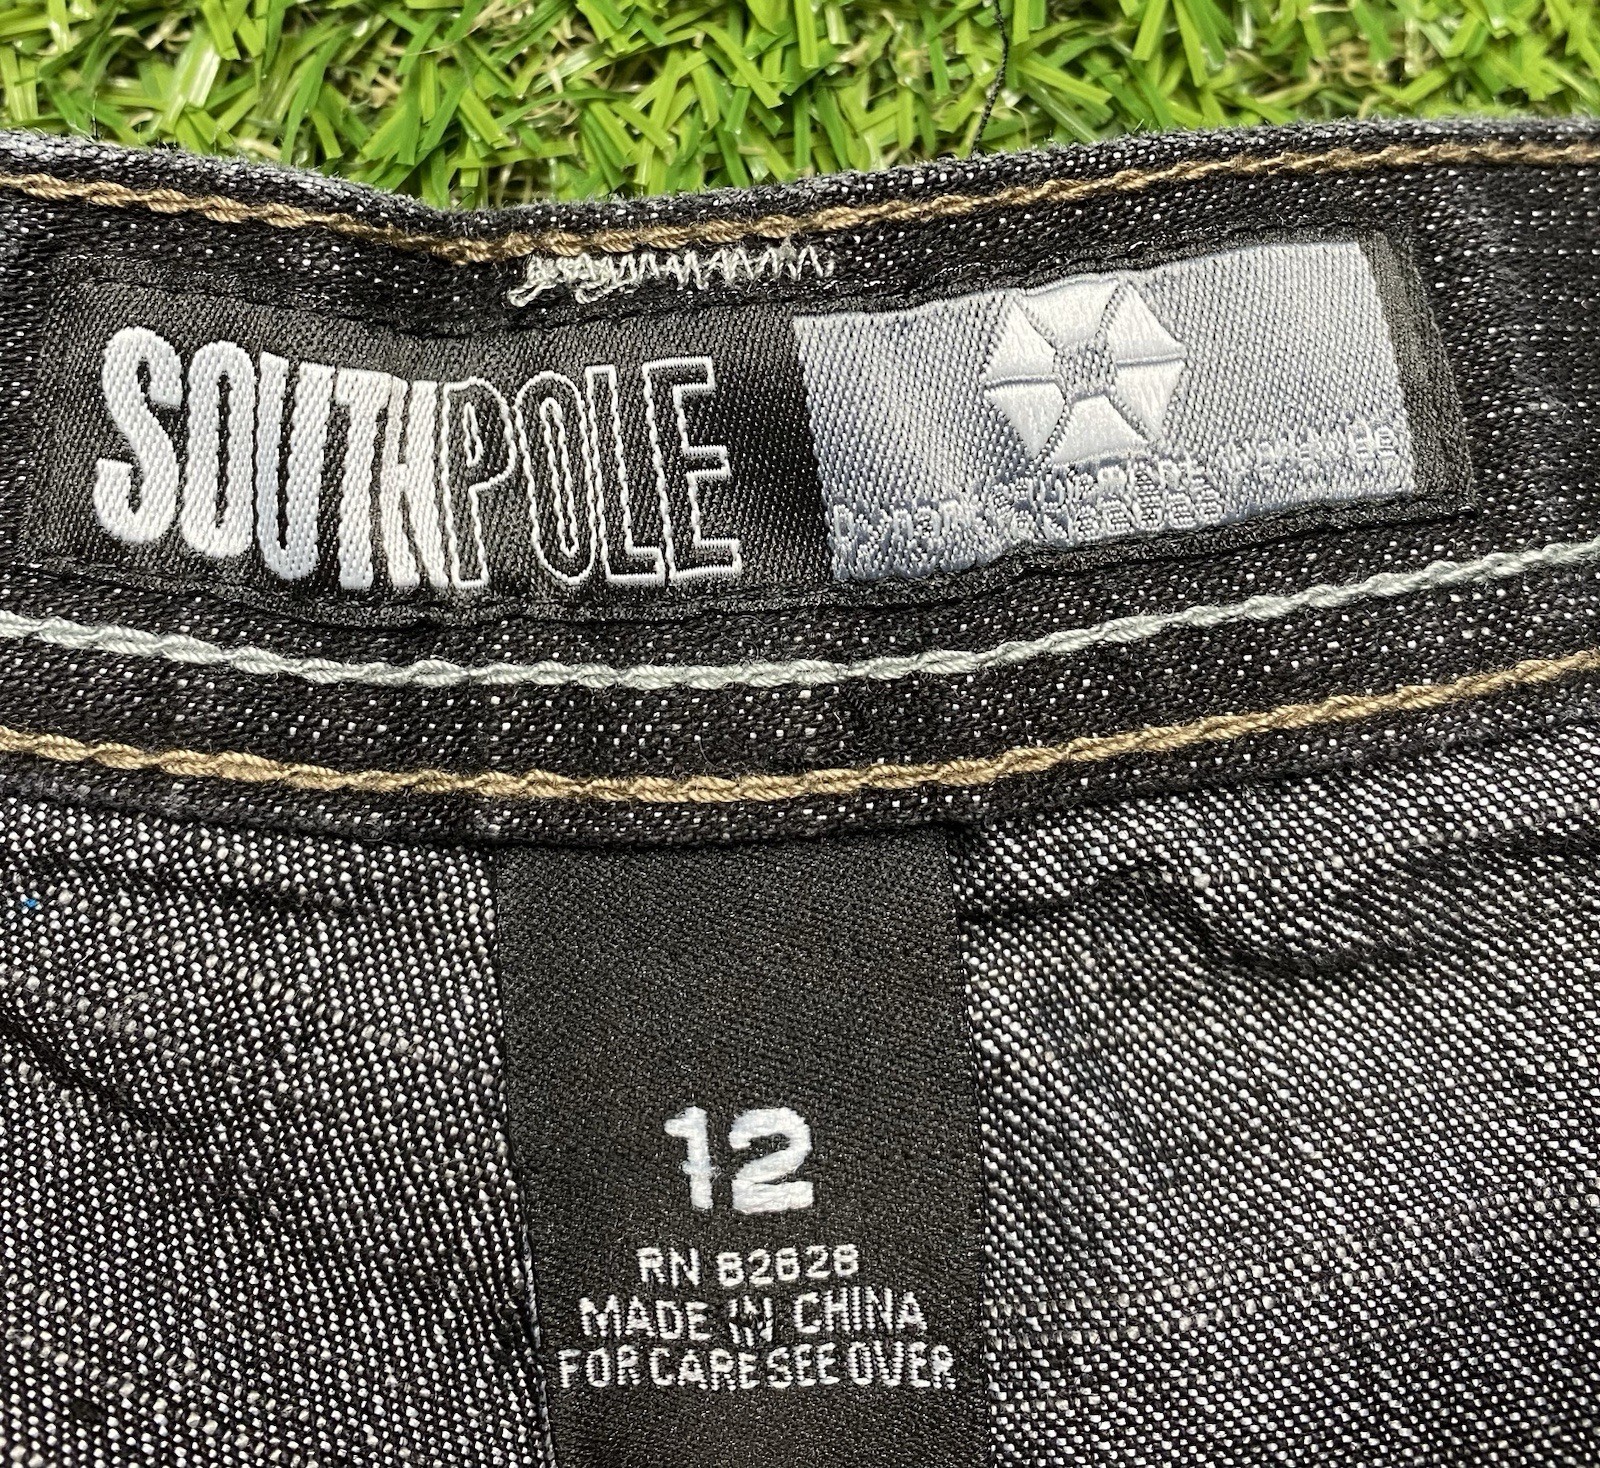 SOUTHPOLE
12
RN 82628
MADE IN CHINA
FOR CARE SEE OVER